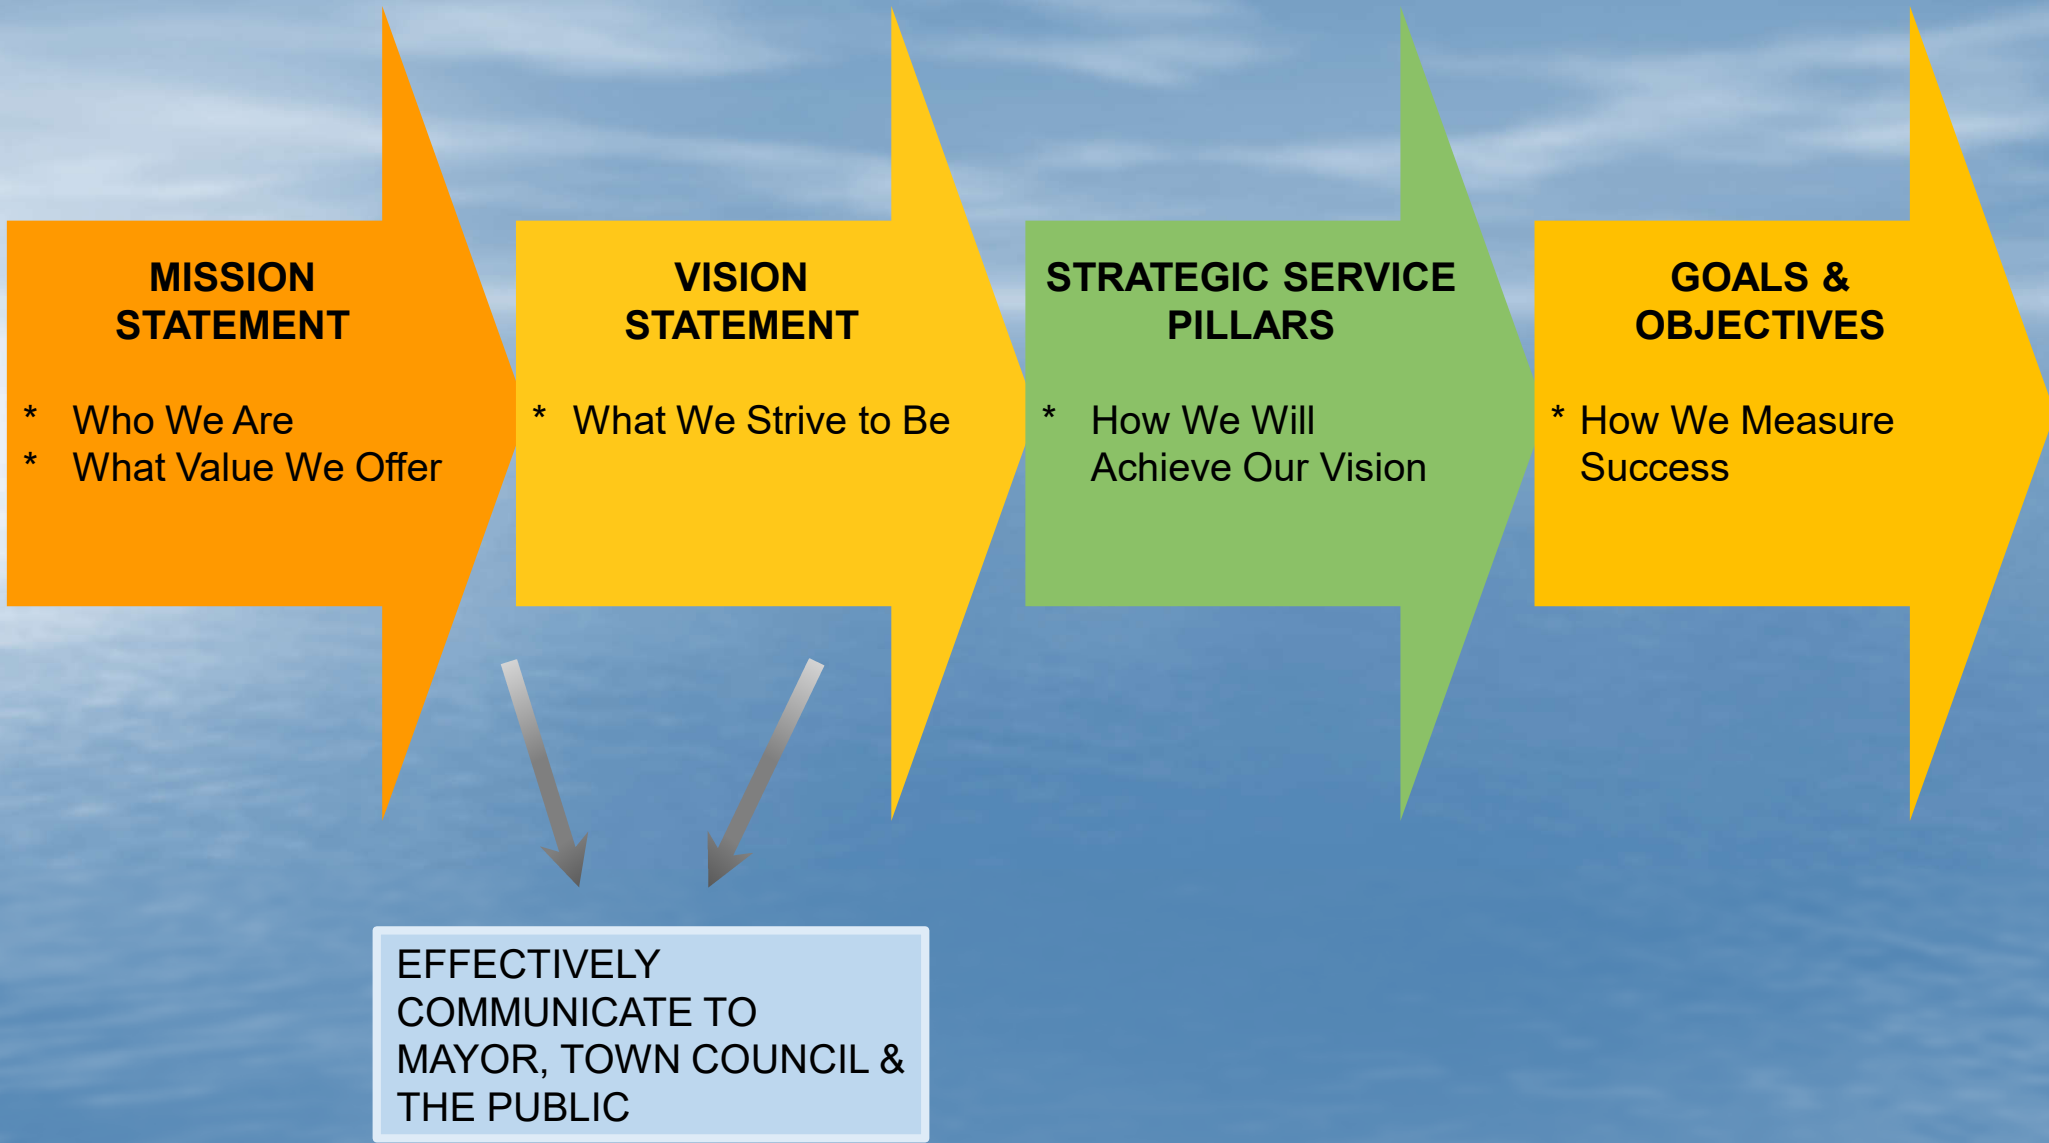 MISSION
STATEMENT
* Who We Are
* What Value We Offer
VISION
STATEMENT
* What We Strive to Be
STRATEGIC SERVICE
PILLARS
* How We Will
Achieve Our Vision
GOALS &
OBJECTIVES
* How We Measure
Success
EFFECTIVELY
COMMUNICATE TO
MAYOR, TOWN COUNCIL &
THE PUBLIC